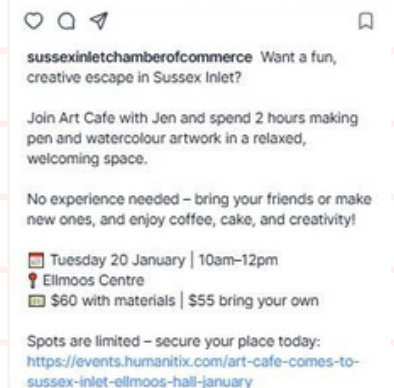 sussexinletchamberofcommerce Want a fun,
creative escape in Sussex Inlet?
Join Art Cafe with Jen and spend 2 hours making
pen and watercolour artwork in a relaxed,
welcoming space.
No experience needed – bring your friends or make
new ones, and enjoy coffee, cake, and creativity!
📅 Tuesday 20 January | 10am–12pm
📍 Ellmoos Centre
💵 $60 with materials | $55 bring your own
Spots are limited – secure your place today:
https://events.humanitix.com/art-cafe-comes-to-
sussex-inlet-ellmoos-hall-january